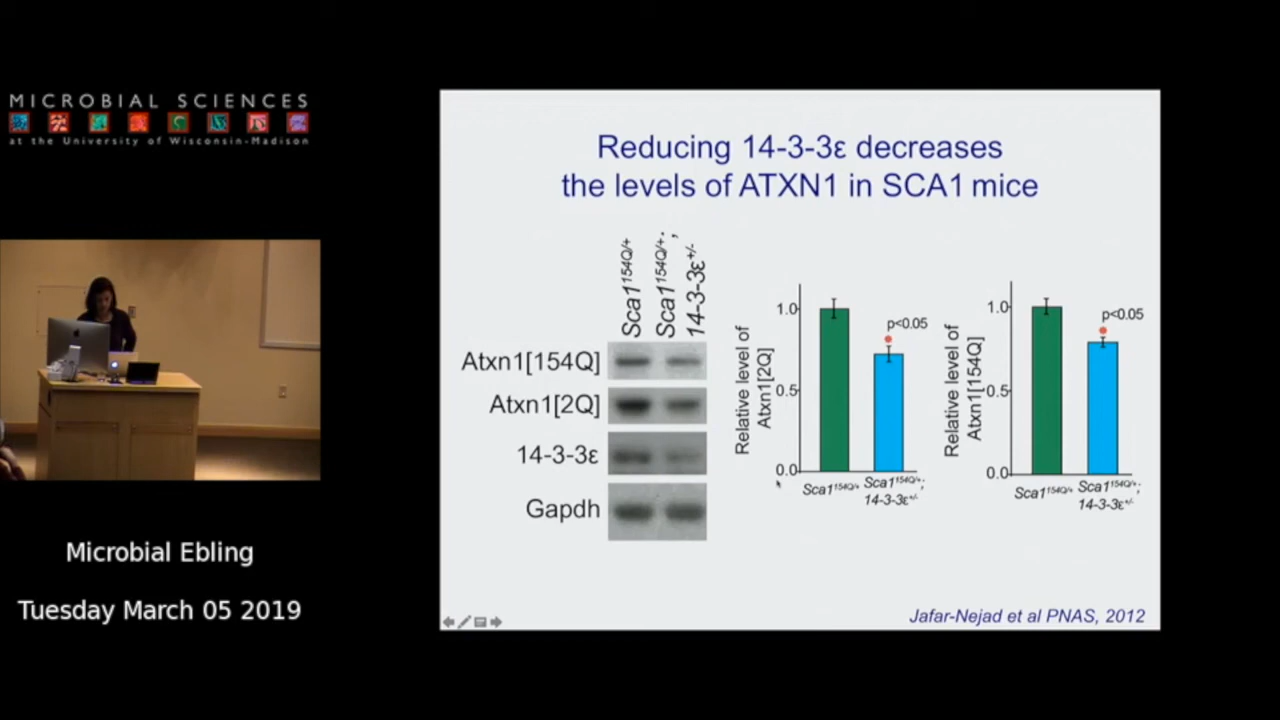 MICROBIAL SCIENCES
at the University of Wisconsin-Madison
Microbial Ebling
Tuesday March 05 2019
Reducing 14-3-3ε decreases
the levels of ATXN1 in SCA1 mice
Sca1154Q/+
Sca1154Q/+;
14-3-3ε+/-
Atxn1[154Q]
Atxn1[2Q]
14-3-3ε
Gapdh
Relative level of
Atxn1[2Q]
1.0
0.5
0.0
p<0.05
Sca1154Q/+
Sca1154Q/+;
14-3-3ε+/-
Relative level of
Atxn1[154Q]
1.0
0.5
0.0
p<0.05
Sca1154Q/+
Sca1154Q/+;
14-3-3ε+/-
Jafar-Nejad et al PNAS, 2012